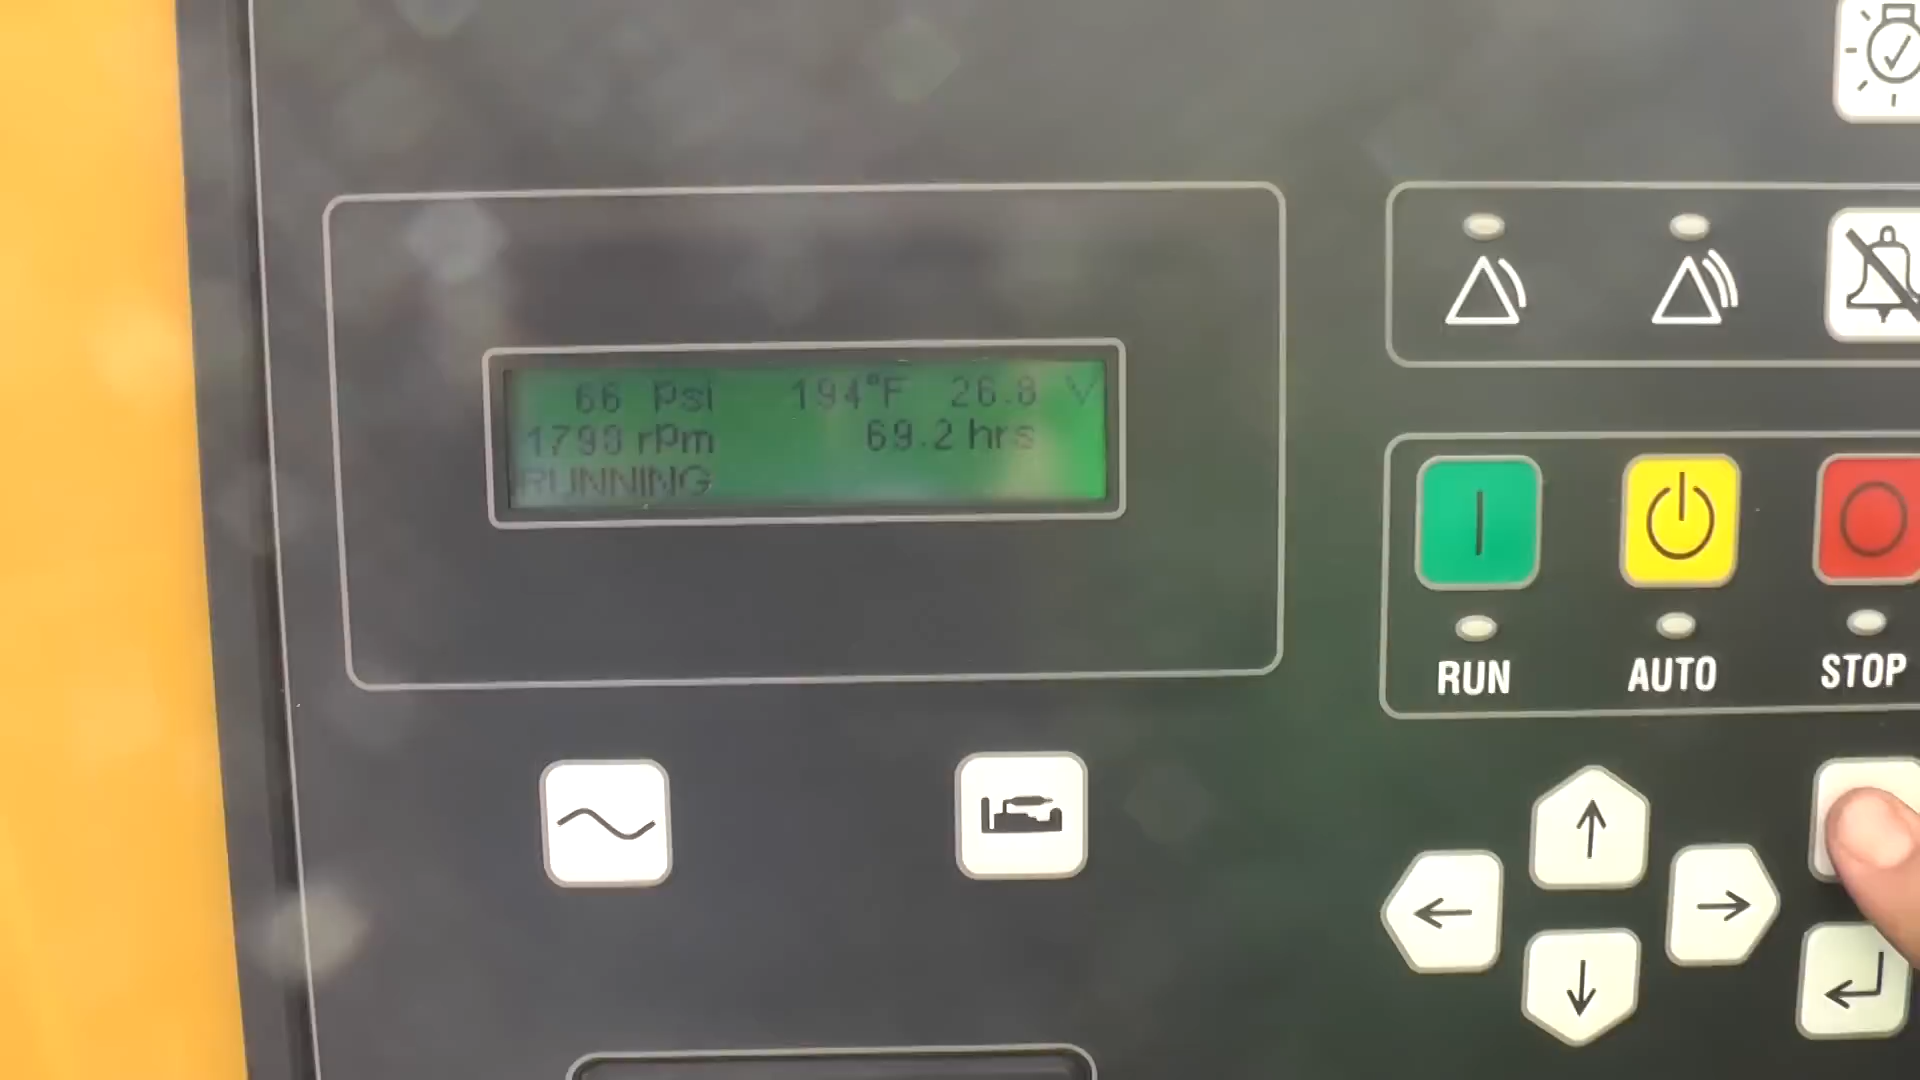 66 psi 194°F 26.8 V
1798 rpm 69.2 hrs
RUNNING
RUN AUTO STOP